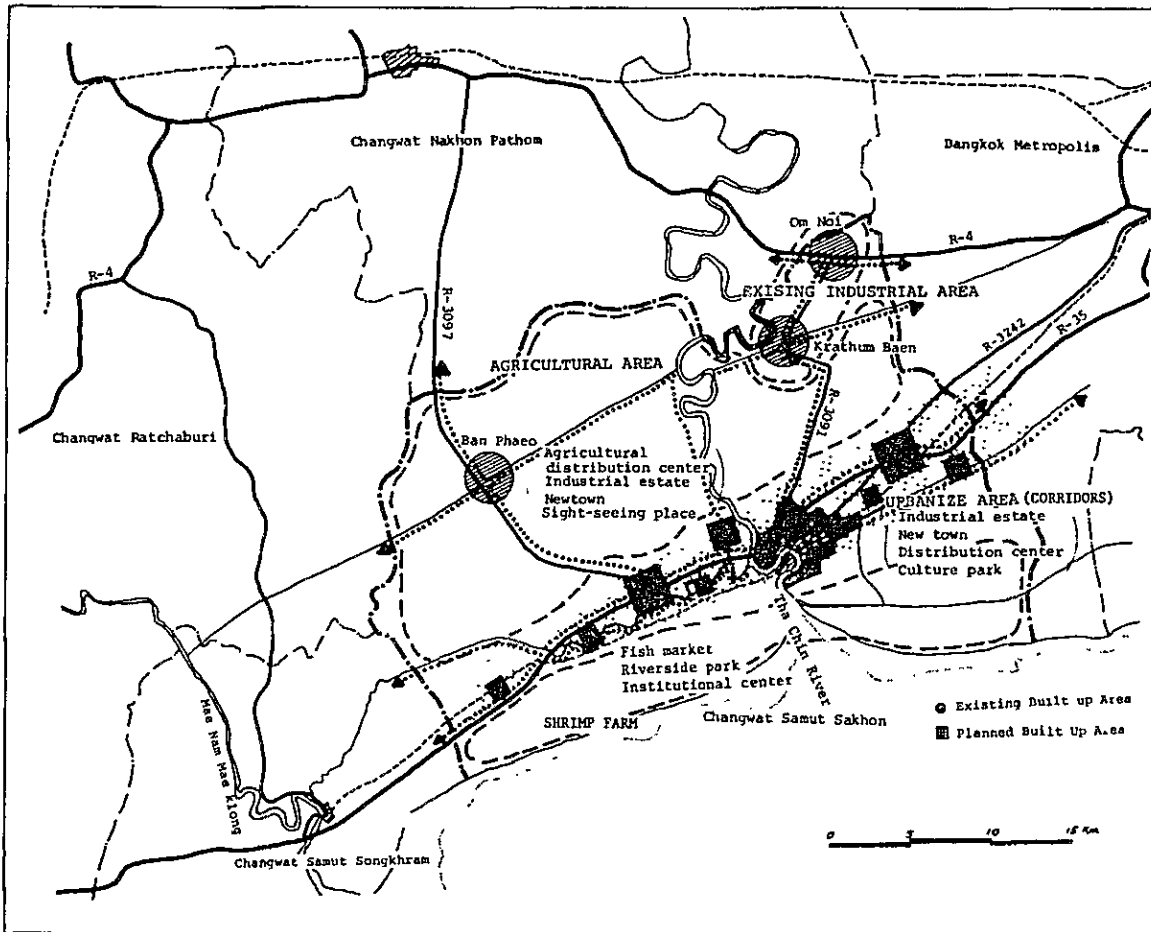 Changwat Nakhon Pathom
Dangkok Metropolis
Om Noi
R-4
R-4
EXISING INDUSTRIAL AREA
R-3097
R-3242
R-35
Krathum Baen
AGRICULTURAL AREA
R-3091
Changwat Ratchaburi
Ban Phaeo
Agricultural
distribution center
Industrial estate
Newtown
Sight-seeing place
URBANIZE AREA (CORRIDORS)
Industrial estate
New town
Distribution center
Culture park
Tha Chin River
Fish market
Riverside park
Institutional center
Mae Nam Mae klong
SHRIMP FARM
Changwat Samut Sakhon
Existing Built up Area
Planned Built Up Area
0 5 10 15 Km
Changwat Samut Songkhram